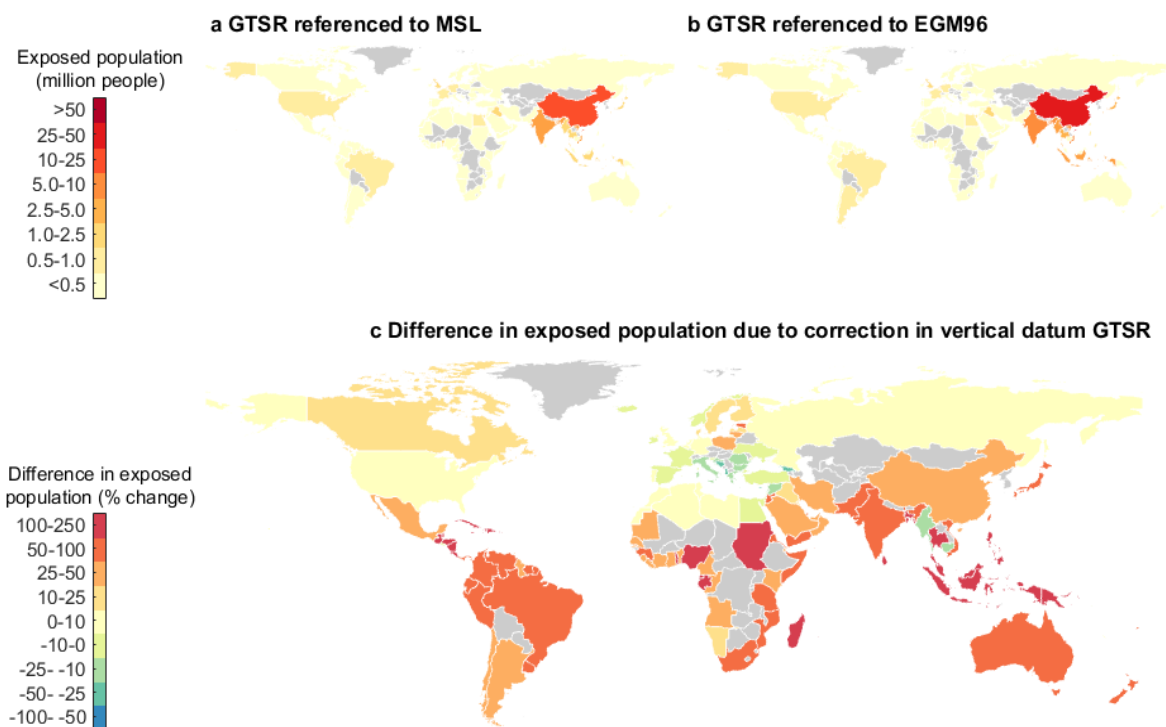 a GTSR referenced to MSL
b GTSR referenced to EGM96
Exposed population
(million people)
>50
25-50
10-25
5.0-10
2.5-5.0
1.0-2.5
0.5-1.0
<0.5
c Difference in exposed population due to correction in vertical datum GTSR
Difference in exposed
population (% change)
100-250
50-100
25-50
10-25
0-10
-10-0
-25- -10
-50- -25
-100- -50